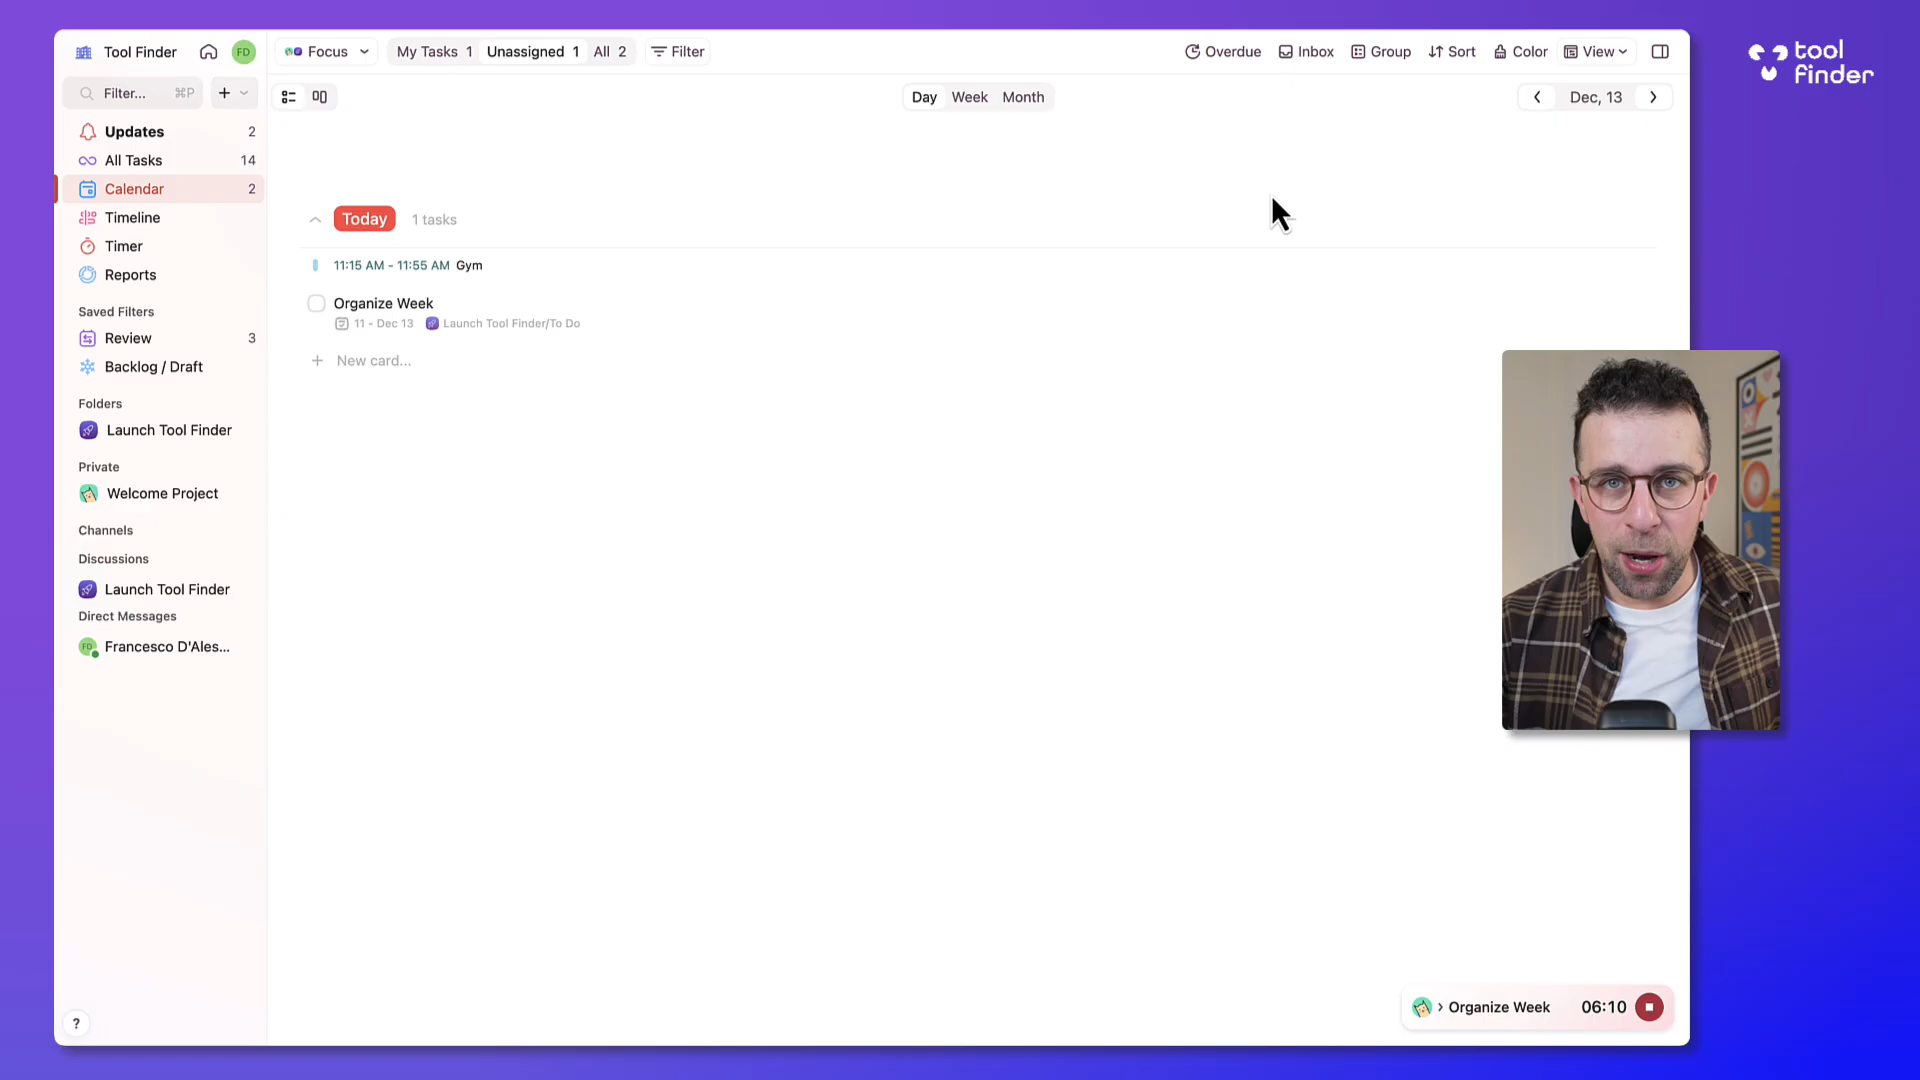 Tool Finder
FD
Filter...
⌘P
Updates 2
All Tasks 14
Calendar 2
Timeline
Timer
Reports
Saved Filters
Review 3
Backlog / Draft
Folders
Launch Tool Finder
Private
Welcome Project
Channels
Discussions
Launch Tool Finder
Direct Messages
FD
Francesco D'Ales...
?
Focus
My Tasks 1
Unassigned 1
All 2
Filter
Overdue
Inbox
Group
Sort
Color
View
Day
Week
Month
Dec, 13
Today
1 tasks
11:15 AM - 11:55 AM Gym
Organize Week
11 - Dec 13
Launch Tool Finder/To Do
+ New card...
› Organize Week 06:10
tool
finder